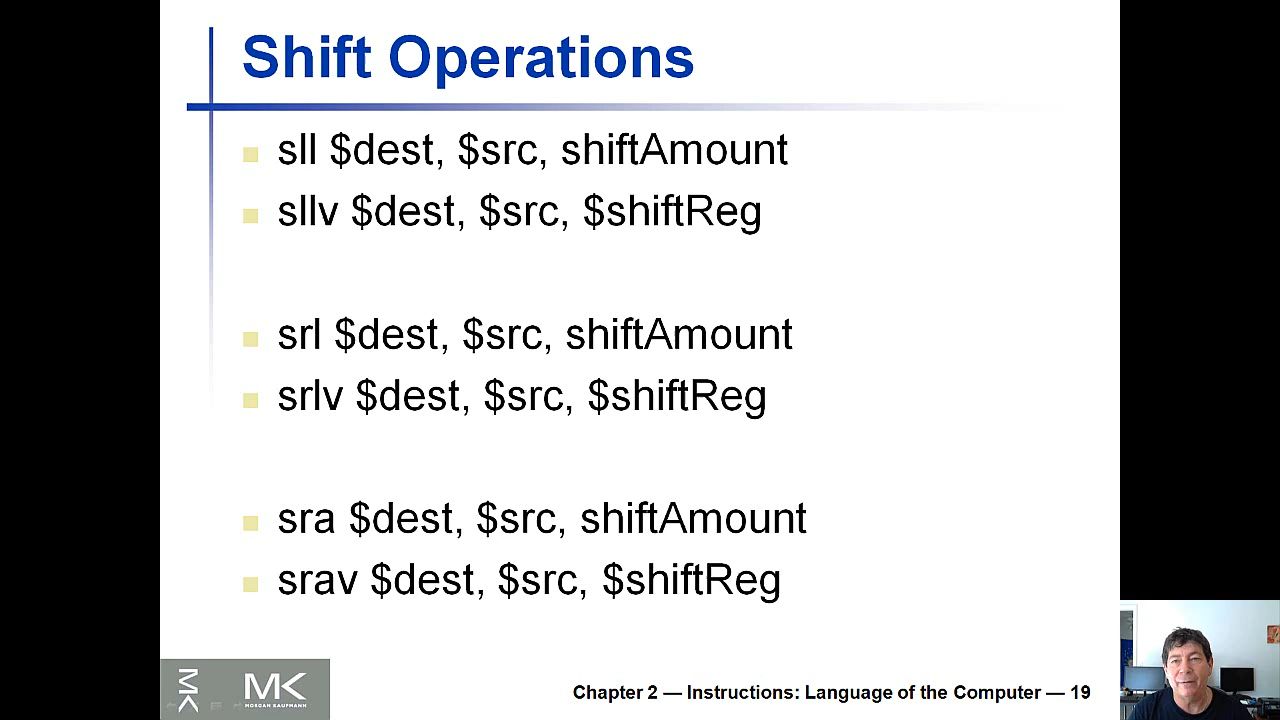 Shift Operations
sll $dest, $src, shiftAmount
sllv $dest, $src, $shiftReg
srl $dest, $src, shiftAmount
srlv $dest, $src, $shiftReg
sra $dest, $src, shiftAmount
srav $dest, $src, $shiftReg
MK
MK
MORGAN KAUFMANN
Chapter 2 — Instructions: Language of the Computer — 19